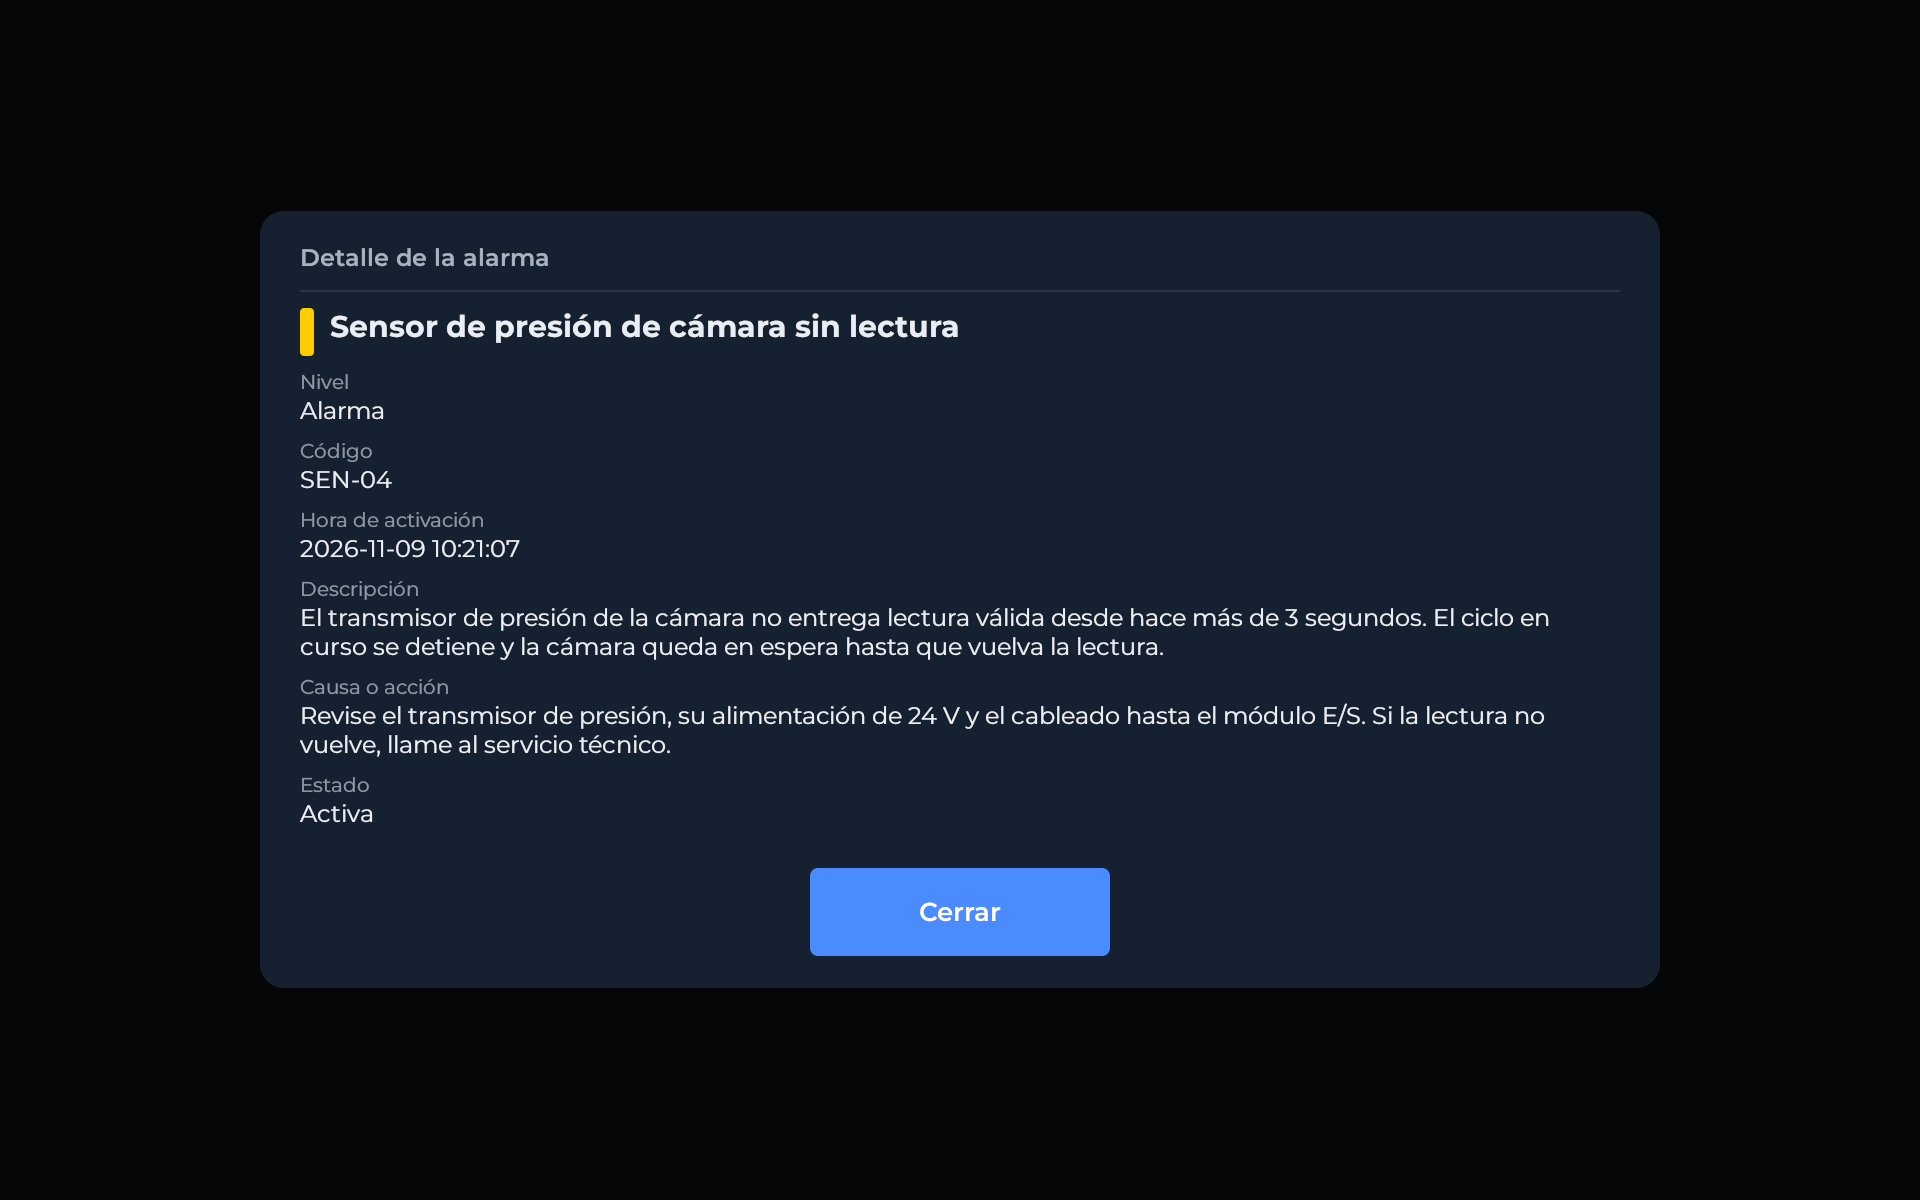 Detalle de la alarma
Sensor de presión de cámara sin lectura
Nivel
Alarma
Código
SEN-04
Hora de activación
2026-11-09 10:21:07
Descripción
El transmisor de presión de la cámara no entrega lectura válida desde hace más de 3 segundos. El ciclo en
curso se detiene y la cámara queda en espera hasta que vuelva la lectura.
Causa o acción
Revise el transmisor de presión, su alimentación de 24 V y el cableado hasta el módulo E/S. Si la lectura no
vuelve, llame al servicio técnico.
Estado
Activa
Cerrar